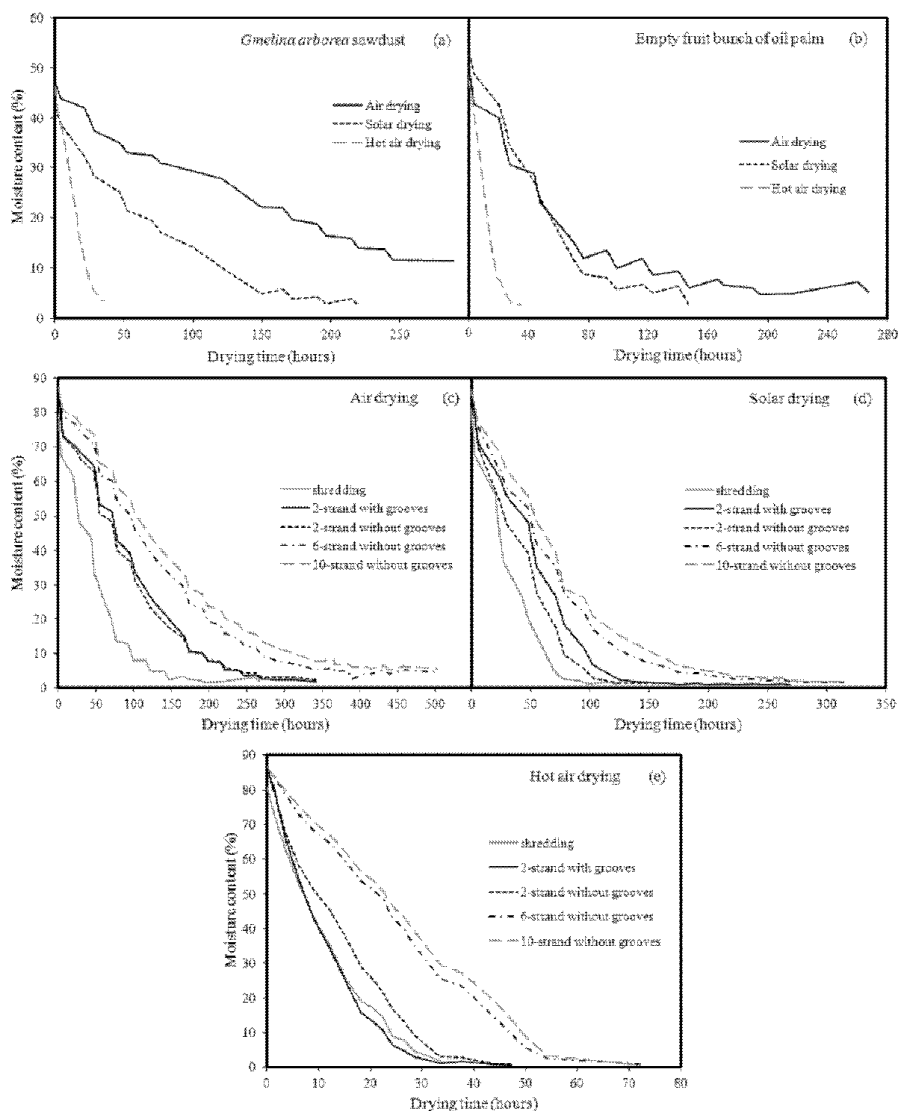 Gmelina arborea sawdust (a)
Moisture content (%)
60
50
40
30
20
10
0
Air drying
Solar drying
Hot air drying
0 50 100 150 200 250
Drying time (hours)
Empty fruit bunch of oil palm (b)
Air drying
Solar drying
Hot air drying
0 40 80 120 160 200 240 280
Drying time (hours)
Air drying (c)
Moisture content (%)
90
80
70
60
50
40
30
20
10
0
shredding
2-strand with grooves
2-strand without grooves
6-strand without grooves
10-strand without grooves
0 50 100 150 200 250 300 350 400 450 500
Drying time (hours)
Solar drying (d)
shredding
2-strand with grooves
2-strand without grooves
6-strand without grooves
10-strand without grooves
0 50 100 150 200 250 300 350
Drying time (hours)
Hot air drying (e)
Moisture content (%)
90
80
70
60
50
40
30
20
10
0
shredding
2-strand with grooves
2-strand without grooves
6-strand without grooves
10-strand without grooves
0 10 20 30 40 50 60 70 80
Drying time (hours)